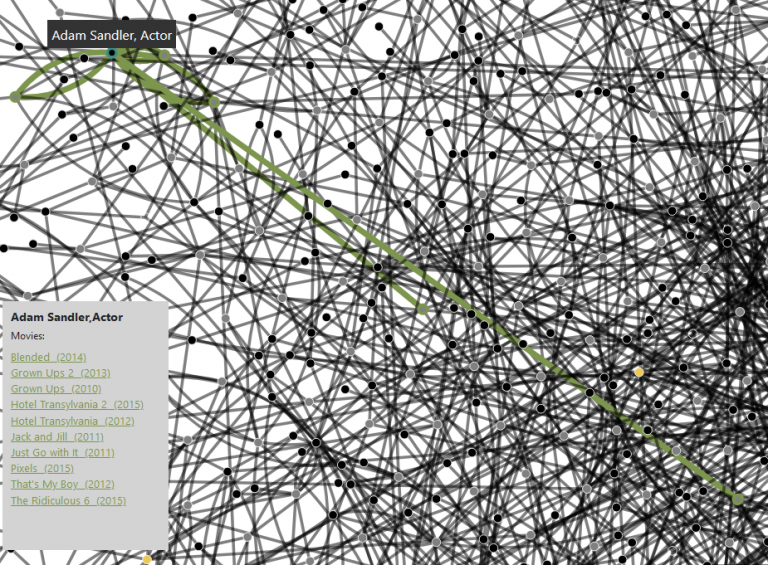 Adam Sandler, Actor
Adam Sandler,Actor
Movies:
Blended (2014)
Grown Ups 2 (2013)
Grown Ups (2010)
Hotel Transylvania 2 (2015)
Hotel Transylvania (2012)
Jack and Jill (2011)
Just Go with It (2011)
Pixels (2015)
That's My Boy (2012)
The Ridiculous 6 (2015)